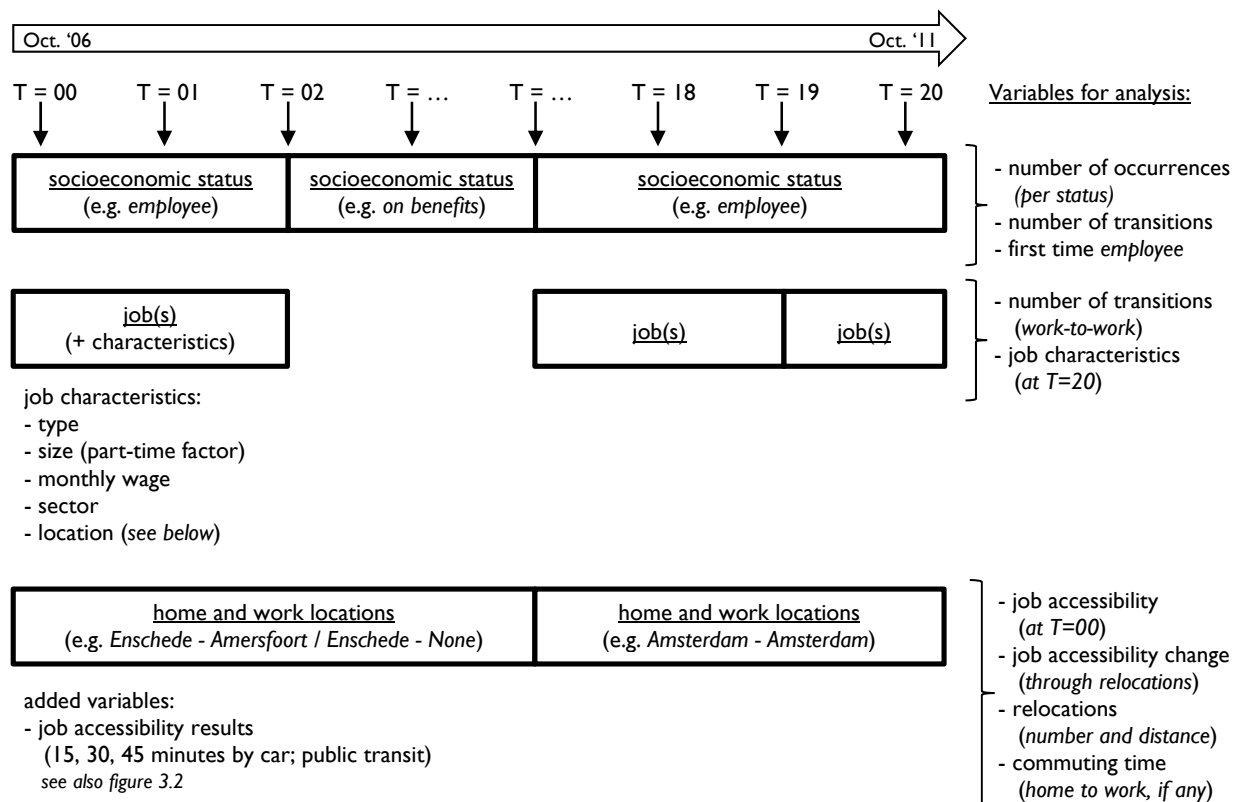 Oct. '06
Oct. '11
T = 00
T = 01
T = 02
T = …
T = …
T = 18
T = 19
T = 20
Variables for analysis:
socioeconomic status
(e.g. employee)
socioeconomic status
(e.g. on benefits)
socioeconomic status
(e.g. employee)
- number of occurrences
(per status)
- number of transitions
- first time employee
job(s)
(+ characteristics)
job(s)
job(s)
- number of transitions
(work-to-work)
- job characteristics
(at T=20)
job characteristics:
- type
- size (part-time factor)
- monthly wage
- sector
- location (see below)
home and work locations
(e.g. Enschede - Amersfoort / Enschede - None)
home and work locations
(e.g. Amsterdam - Amsterdam)
- job accessibility
(at T=00)
- job accessibility change
(through relocations)
- relocations
(number and distance)
- commuting time
(home to work, if any)
added variables:
- job accessibility results
(15, 30, 45 minutes by car; public transit)
see also figure 3.2